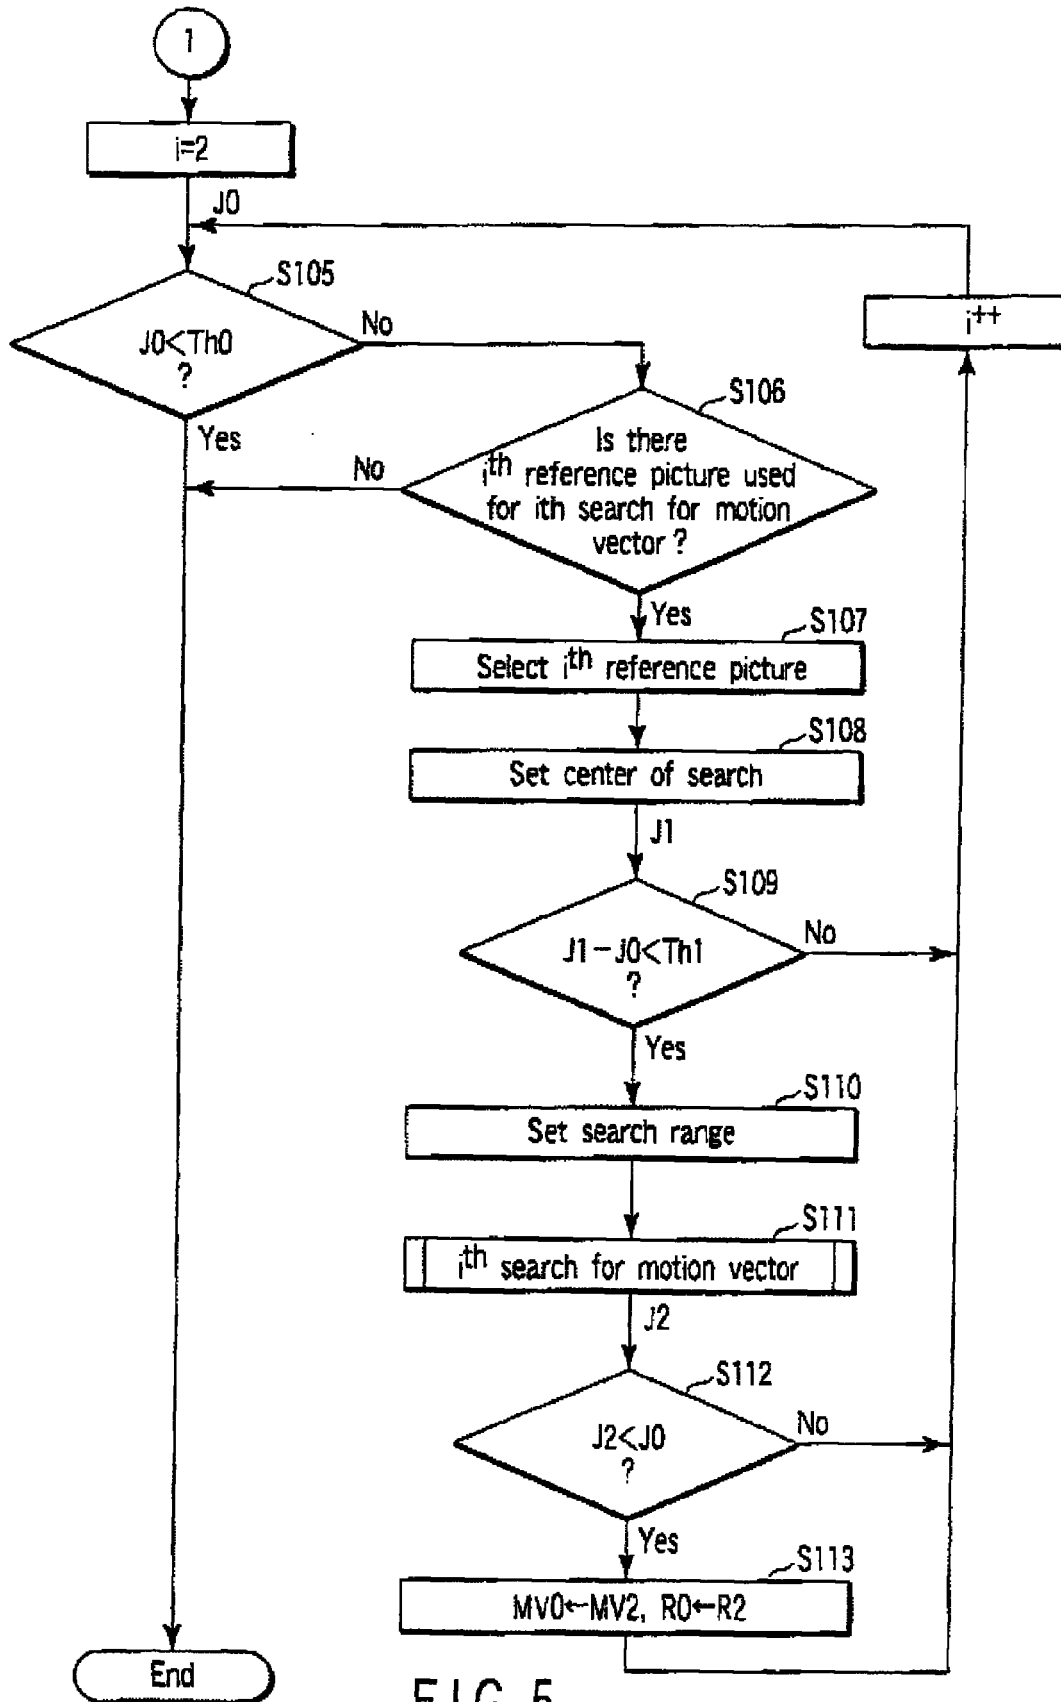 1
i=2
J0
S105
J0<Th0
?
No
Yes
i++
S106
Is there
ith reference picture used
for ith search for motion
vector ?
No
Yes
S107
Select ith reference picture
S108
Set center of search
J1
S109
J1-J0<Th1
?
No
Yes
S110
Set search range
S111
ith search for motion vector
J2
S112
J2<J0
?
No
Yes
S113
MV0←MV2, R0←R2
End
FIG. 5